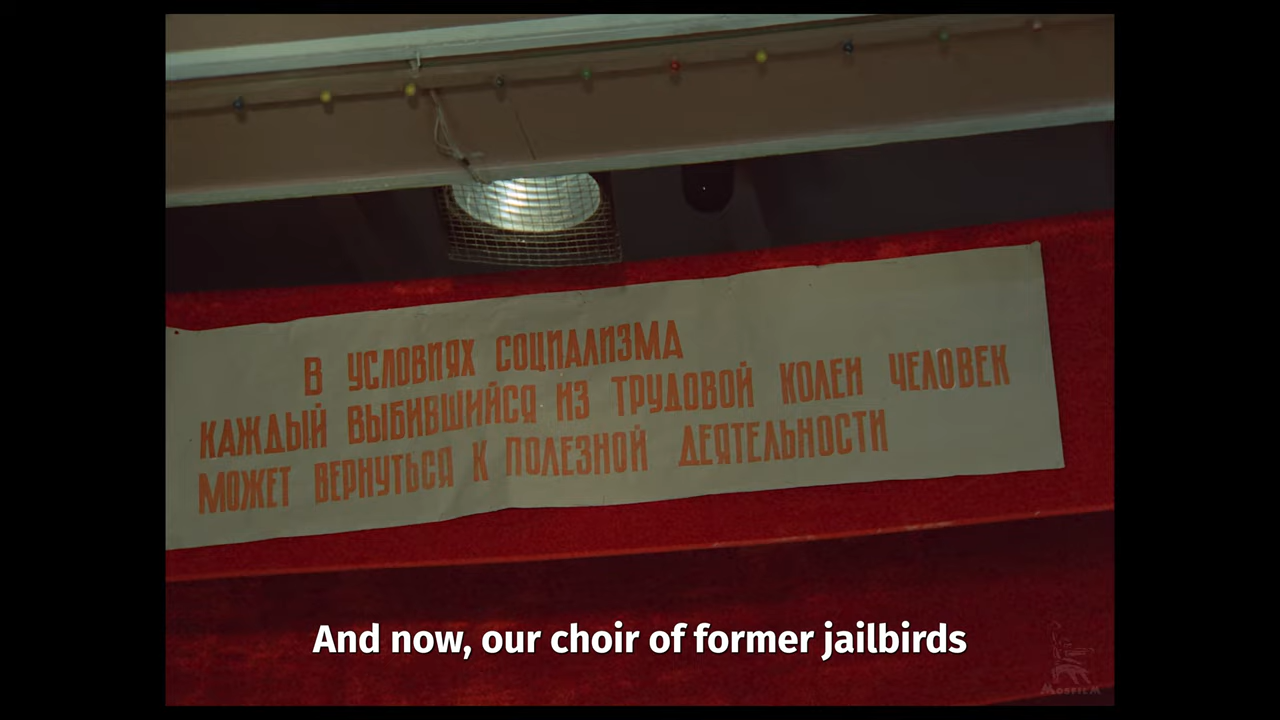 В УСЛОВИЯХ СОЦИАЛИЗМА
КАЖДЫЙ ВЫБИВШИЙСЯ ИЗ ТРУДОВОЙ КОЛЕИ ЧЕЛОВЕК
МОЖЕТ ВЕРНУТЬСЯ К ПОЛЕЗНОЙ ДЕЯТЕЛЬНОСТИ
And now, our choir of former jailbirds
MOSFILM